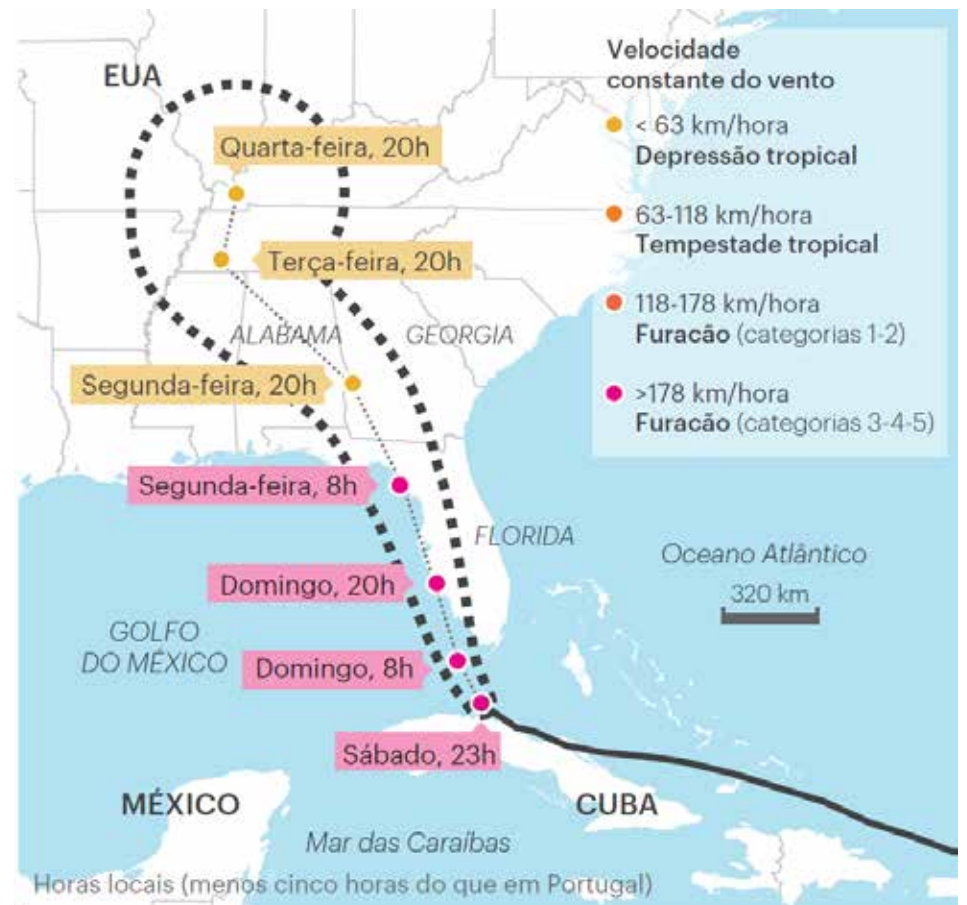 EUA
Velocidade
constante do vento
< 63 km/hora
Depressão tropical
63-118 km/hora
Tempestade tropical
118-178 km/hora
Furacão (categorias 1-2)
>178 km/hora
Furacão (categorias 3-4-5)
Quarta-feira, 20h
Terça-feira, 20h
ALABAMA
GEORGIA
Segunda-feira, 20h
Segunda-feira, 8h
FLORIDA
Oceano Atlântico
320 km
Domingo, 20h
GOLFO
DO MÉXICO
Domingo, 8h
Sábado, 23h
MÉXICO
CUBA
Mar das Caraíbas
Horas locais (menos cinco horas do que em Portugal)